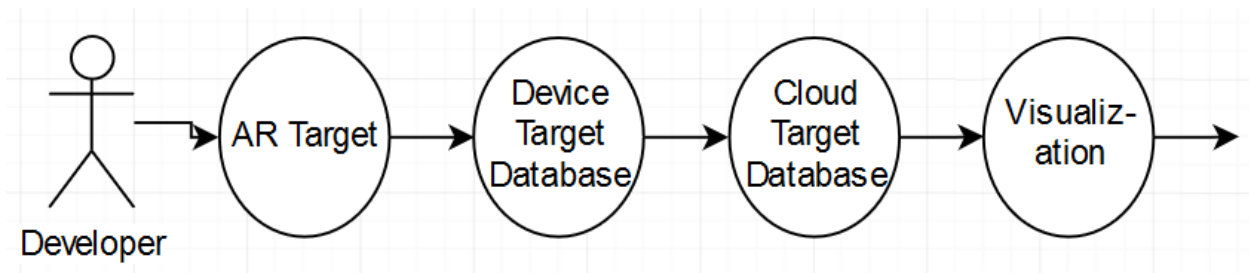 Developer
AR Target
Device
Target
Database
Cloud
Target
Database
Visualiz-
ation